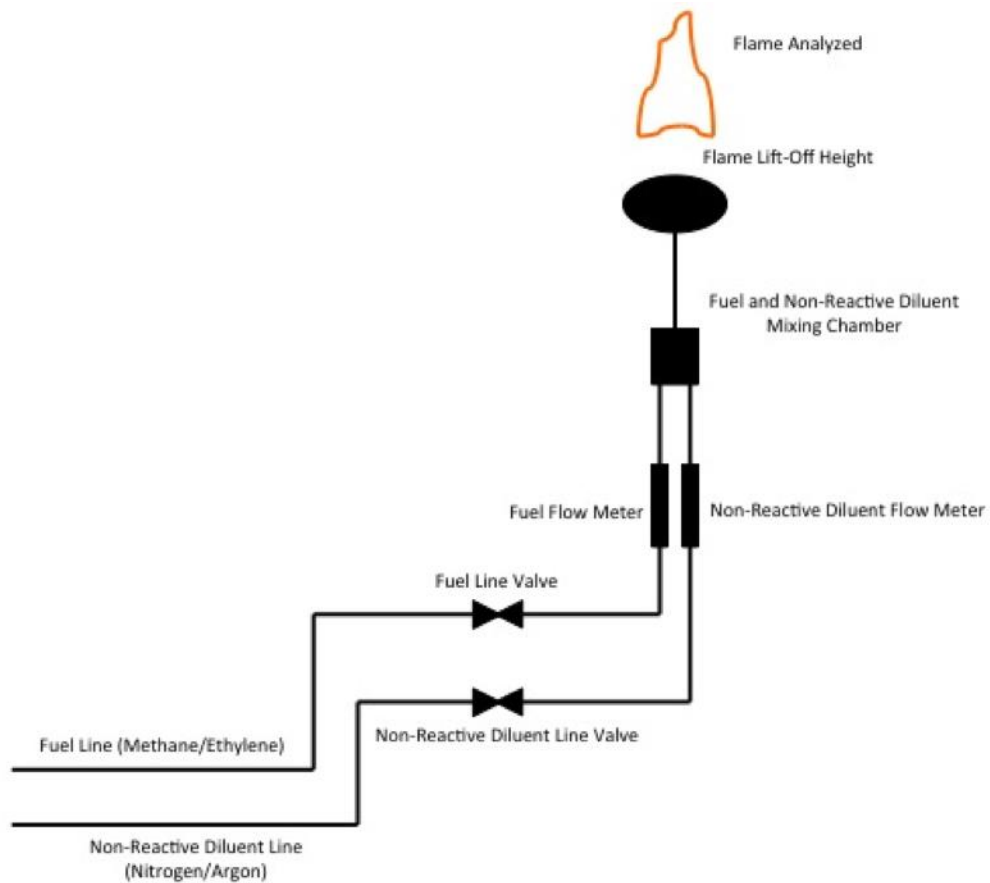 Flame Analyzed
Flame Lift-Off Height
Fuel and Non-Reactive Diluent
Mixing Chamber
Fuel Flow Meter
Non-Reactive Diluent Flow Meter
Fuel Line Valve
Non-Reactive Diluent Line Valve
Fuel Line (Methane/Ethylene)
Non-Reactive Diluent Line
(Nitrogen/Argon)